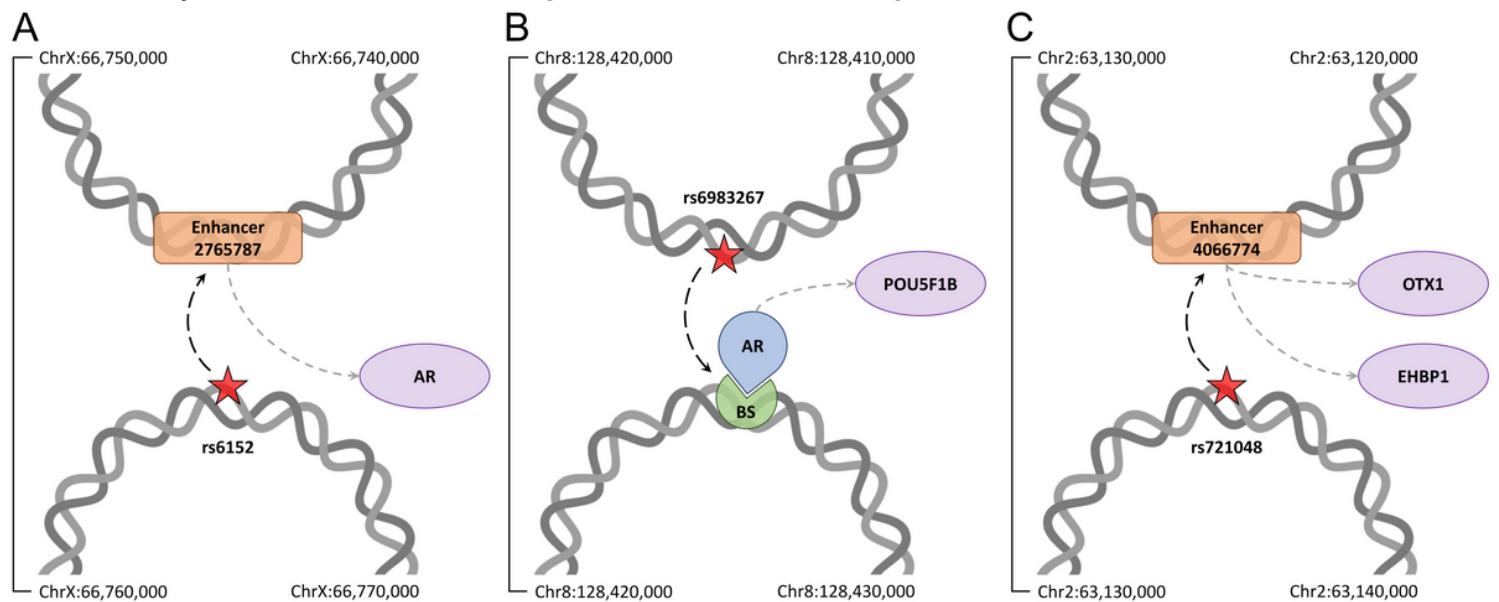 A
ChrX:66,750,000
ChrX:66,740,000
Enhancer
2765787
AR
rs6152
ChrX:66,760,000
ChrX:66,770,000
B
Chr8:128,420,000
Chr8:128,410,000
rs6983267
POU5F1B
AR
BS
Chr8:128,420,000
Chr8:128,430,000
C
Chr2:63,130,000
Chr2:63,120,000
Enhancer
4066774
OTX1
EHBP1
rs721048
Chr2:63,130,000
Chr2:63,140,000